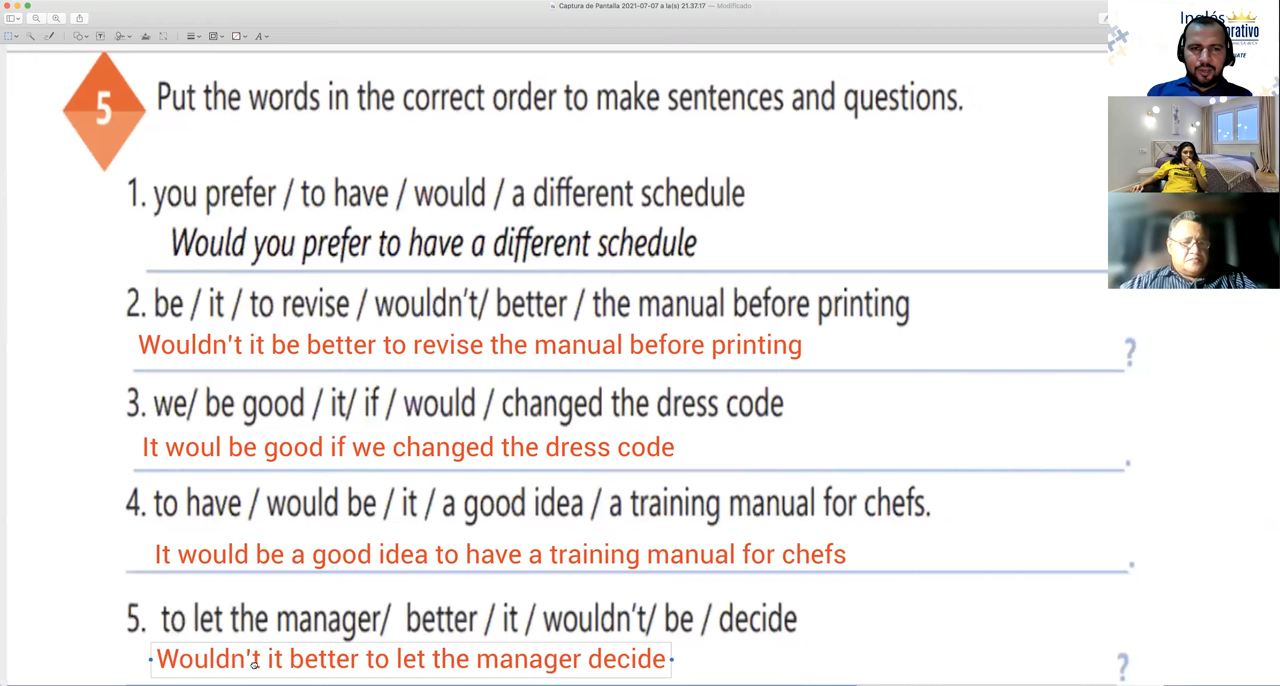 Captura de Pantalla 2021-07-07 a la(s) 21.37.17 — Modificado
Inglés
5
Put the words in the correct order to make sentences and questions.
1. you prefer / to have / would / a different schedule
Would you prefer to have a different schedule
2. be / it / to revise / wouldn't/ better / the manual before printing
Wouldn't it be better to revise the manual before printing
?
3. we/ be good / it/ if / would / changed the dress code
It woul be good if we changed the dress code
.
4. to have / would be / it / a good idea / a training manual for chefs.
It would be a good idea to have a training manual for chefs
.
5. to let the manager/ better / it / wouldn't/ be / decide
Wouldn't it better to let the manager decide
?